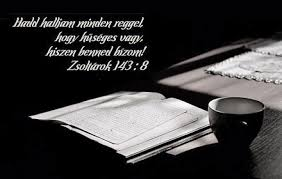 Hadd halljam minden reggel,
hogy hűséges vagy,
hiszen benned bízom!
Zsoltárok 143 : 8